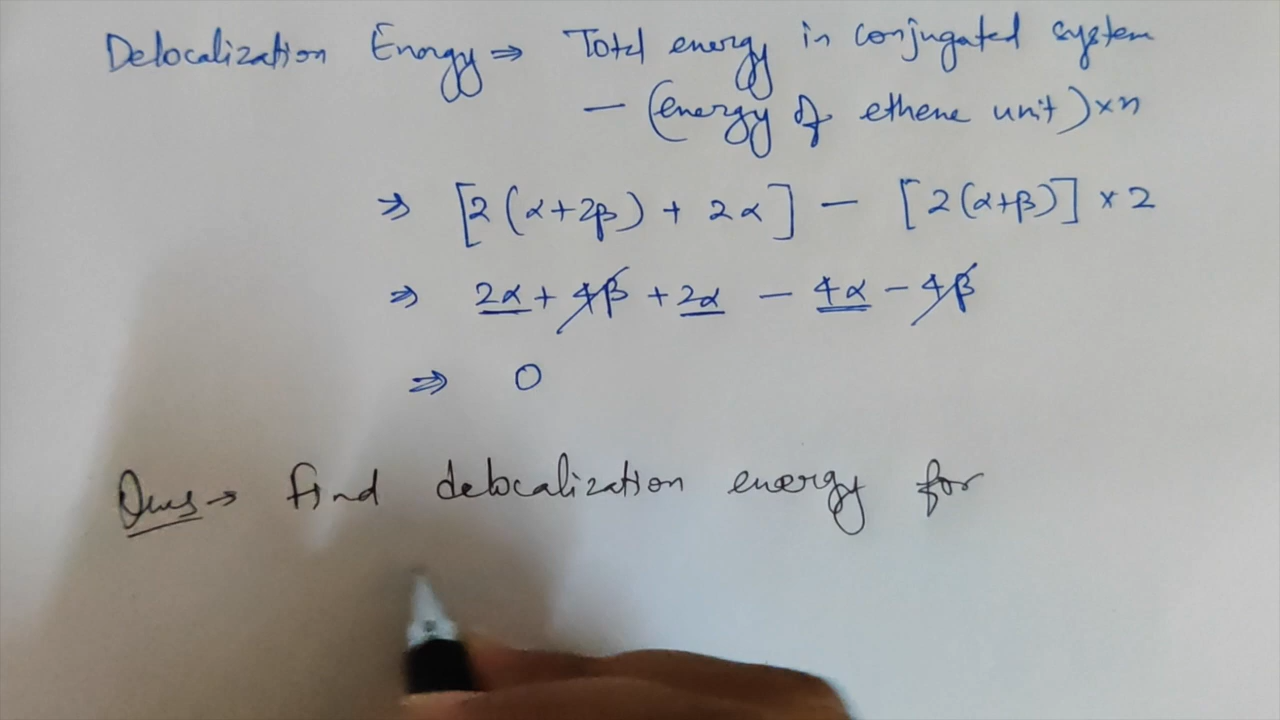 Delocalization Energy ⇒ Total energy in conjugated system
— (energy of ethene unit) × n
⇒ [2(α+2β) + 2α] — [2(α+β)] × 2
⇒ 2α + 4β + 2α — 4α — 4β
⇒ 0
Ques → find delocalization energy for